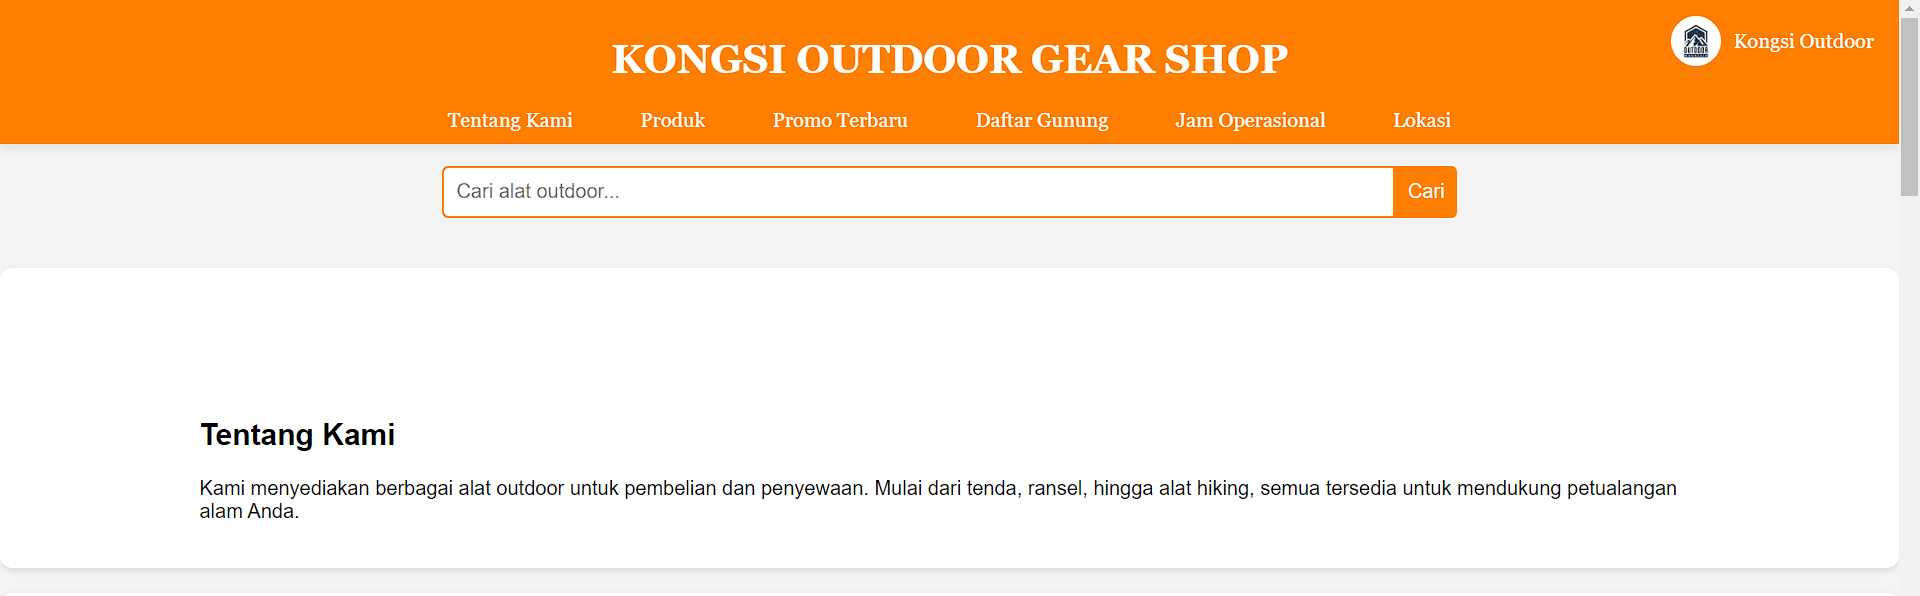 KONGSI OUTDOOR GEAR SHOP
OUTDOOR
MOUNTAIN
Kongsi Outdoor
Tentang Kami Produk Promo Terbaru Daftar Gunung Jam Operasional Lokasi
Cari alat outdoor... Cari
Tentang Kami
Kami menyediakan berbagai alat outdoor untuk pembelian dan penyewaan. Mulai dari tenda, ransel, hingga alat hiking, semua tersedia untuk mendukung petualangan
alam Anda.